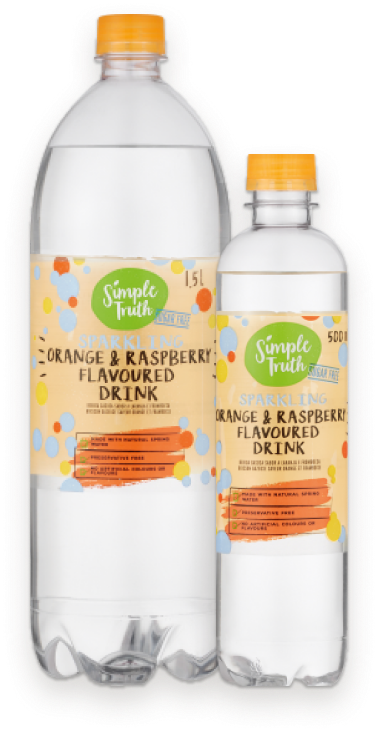 1,5 L
Simple
Truth
SUGAR FREE
SPARKLING
ORANGE & RASPBERRY
FLAVOURED
DRINK
MADE WITH NATURAL SPRING
WATER
PRESERVATIVE FREE
NO ARTIFICIAL COLOURS OR
FLAVOURS
500
Simple
Truth
SUGAR FREE
SPARKLING
ORANGE & RASPBERRY
FLAVOURED
DRINK
MADE WITH NATURAL SPRING
WATER
PRESERVATIVE FREE
NO ARTIFICIAL COLOURS OR
FLAVOURS